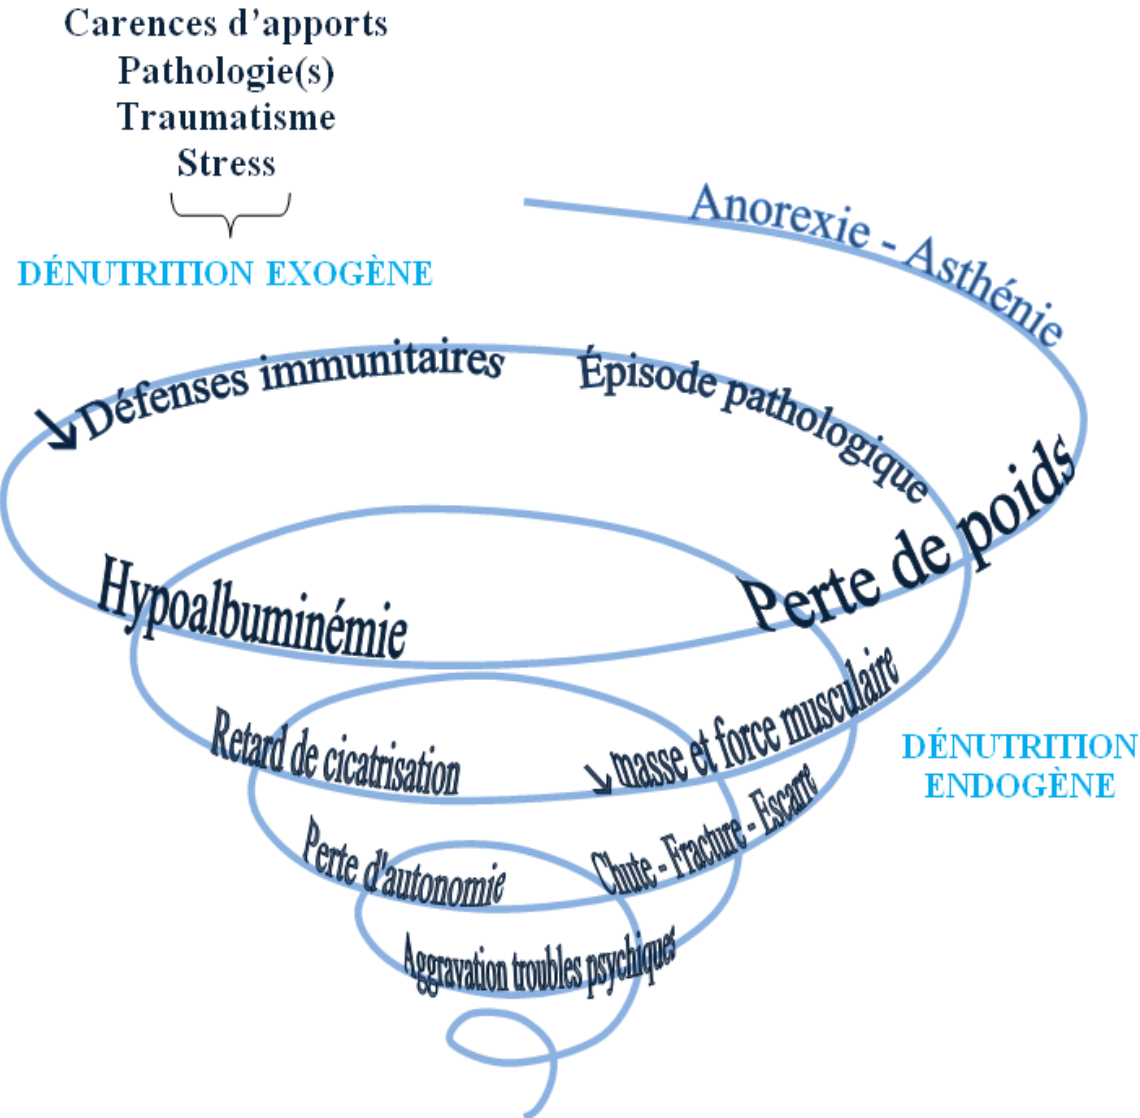 Carences d’apports
Pathologie(s)
Traumatisme
Stress
DÉNUTRITION EXOGÈNE
Anorexie - Asthénie
Perte de poids
Hypoalbuminémie
↘ Défenses immunitaires
Épisode pathologique
↘ masse et force musculaire
Retard de cicatrisation
Chute - Fracture - Escarre
Perte d'autonomie
Aggravation troubles psychiques
DÉNUTRITION
ENDOGÈNE